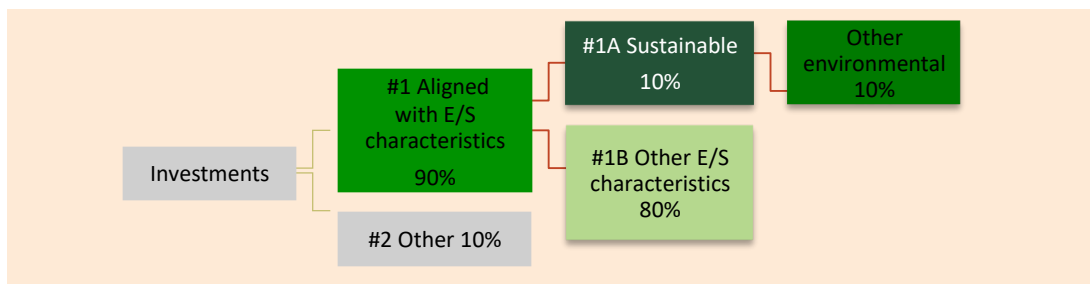 Investments
#1 Aligned
with E/S
characteristics
90%
#2 Other 10%
#1A Sustainable
10%
#1B Other E/S
characteristics
80%
Other
environmental
10%